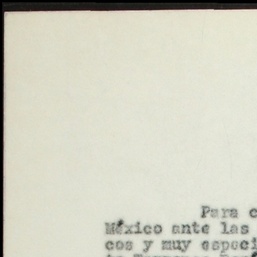 Para
México ante las
cos y muy especi